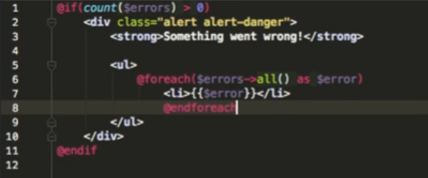 1 @if(count($errors) > 0)
2 <div class="alert alert-danger">
3 <strong>Something went wrong!</strong>
4
5 <ul>
6 @foreach($errors->all() as $error)
7 <li>{{$error}}</li>
8 @endforeach
9 </ul>
10 </div>
11 @endif
12